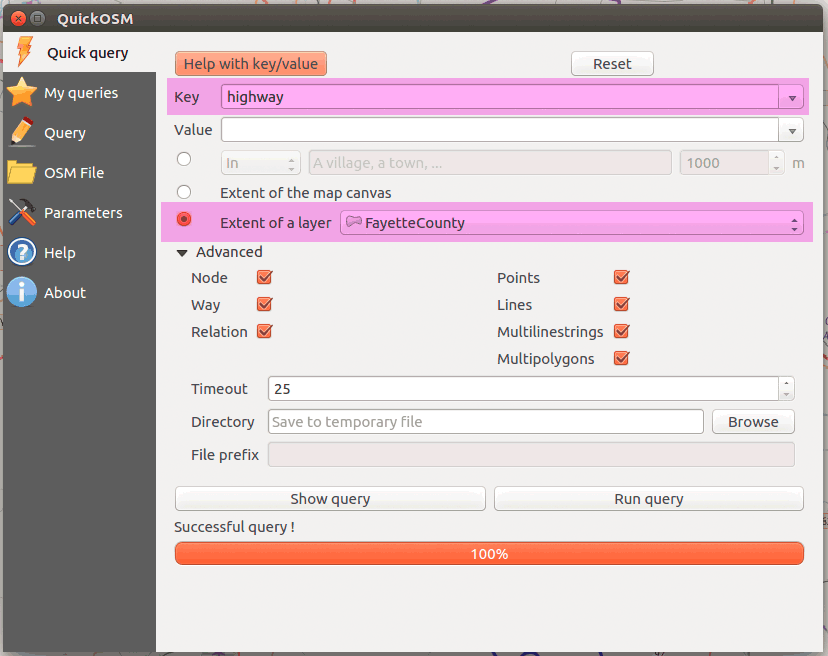 QuickOSM
Quick query
My queries
Query
OSM File
Parameters
Help
About
Help with key/value
Reset
Key highway
Value
In A village, a town, ... 1000 m
Extent of the map canvas
Extent of a layer FayetteCounty
Advanced
Node Points
Way Lines
Relation Multilinestrings
Multipolygons
Timeout 25
Directory Save to temporary file Browse
File prefix
Show query Run query
Successful query !
100%